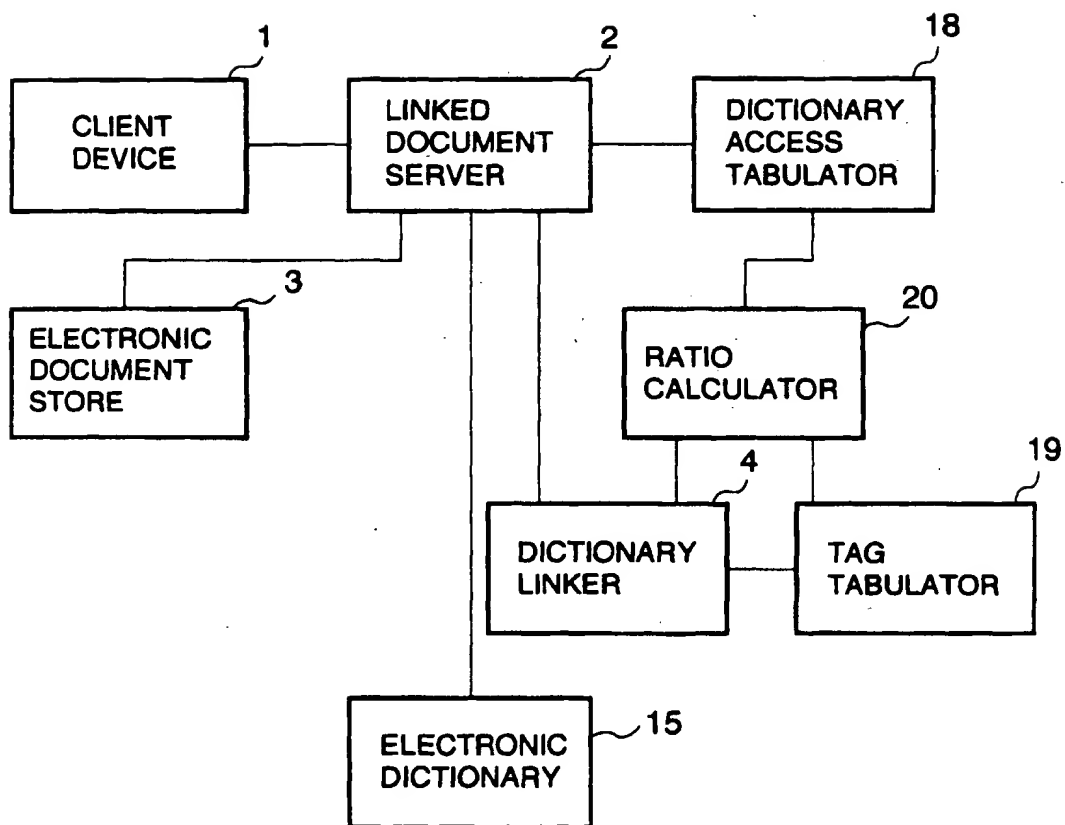 1
2
18
CLIENT
DEVICE
LINKED
DOCUMENT
SERVER
DICTIONARY
ACCESS
TABULATOR
3
20
ELECTRONIC
DOCUMENT
STORE
RATIO
CALCULATOR
4
19
DICTIONARY
LINKER
TAG
TABULATOR
15
ELECTRONIC
DICTIONARY